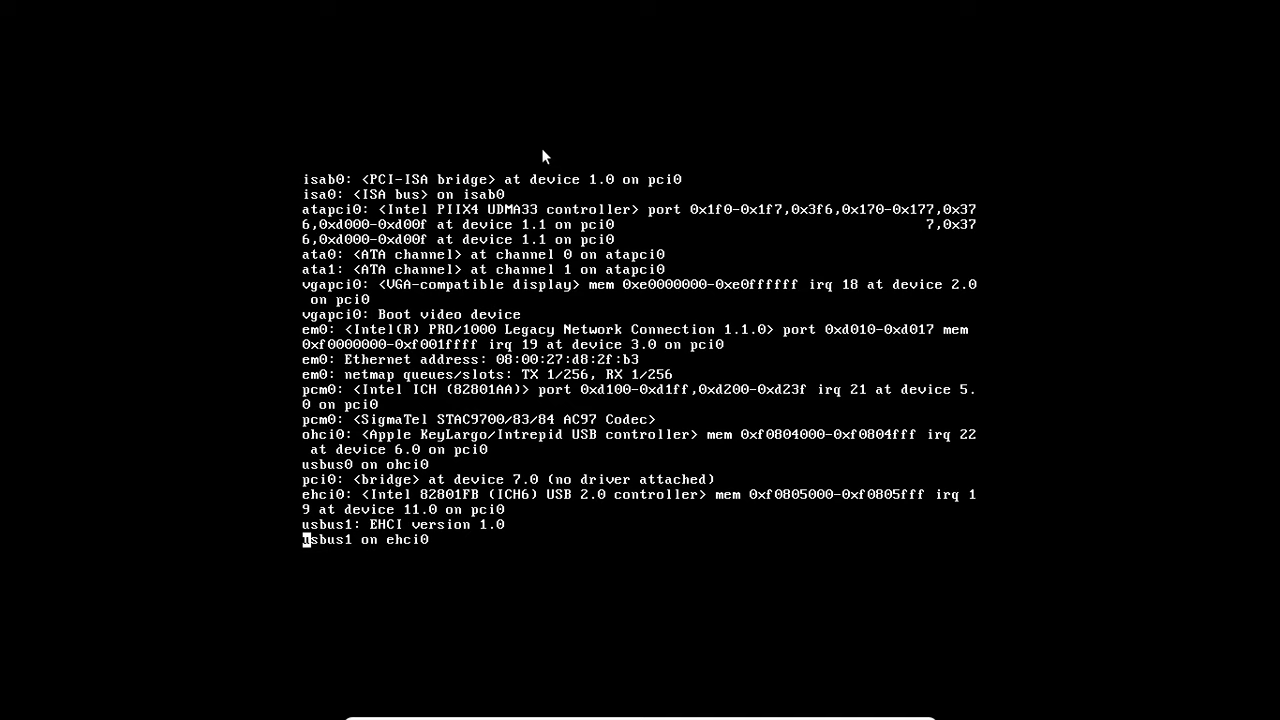 isab0: <PCI-ISA bridge> at device 1.0 on pci0
isa0: <ISA bus> on isab0
atapci0: <Intel PIIX4 UDMA33 controller> port 0x1f0-0x1f7,0x3f6,0x170-0x177,0x37
6,0xd000-0xd00f at device 1.1 on pci0                                     7,0x37
6,0xd000-0xd00f at device 1.1 on pci0
ata0: <ATA channel> at channel 0 on atapci0
ata1: <ATA channel> at channel 1 on atapci0
vgapci0: <VGA-compatible display> mem 0xe0000000-0xe0ffffff irq 18 at device 2.0
 on pci0
vgapci0: Boot video device
em0: <Intel(R) PRO/1000 Legacy Network Connection 1.1.0> port 0xd010-0xd017 mem
0xf0000000-0xf001ffff irq 19 at device 3.0 on pci0
em0: Ethernet address: 08:00:27:d8:2f:b3
em0: netmap queues/slots: TX 1/256, RX 1/256
pcm0: <Intel ICH (82801AA)> port 0xd100-0xd1ff,0xd200-0xd23f irq 21 at device 5.
0 on pci0
pcm0: <SigmaTel STAC9700/83/84 AC97 Codec>
ohci0: <Apple KeyLargo/Intrepid USB controller> mem 0xf0804000-0xf0804fff irq 22
 at device 6.0 on pci0
usbus0 on ohci0
pci0: <bridge> at device 7.0 (no driver attached)
ehci0: <Intel 82801FB (ICH6) USB 2.0 controller> mem 0xf0805000-0xf0805fff irq 1
9 at device 11.0 on pci0
usbus1: EHCI version 1.0
usbus1 on ehci0